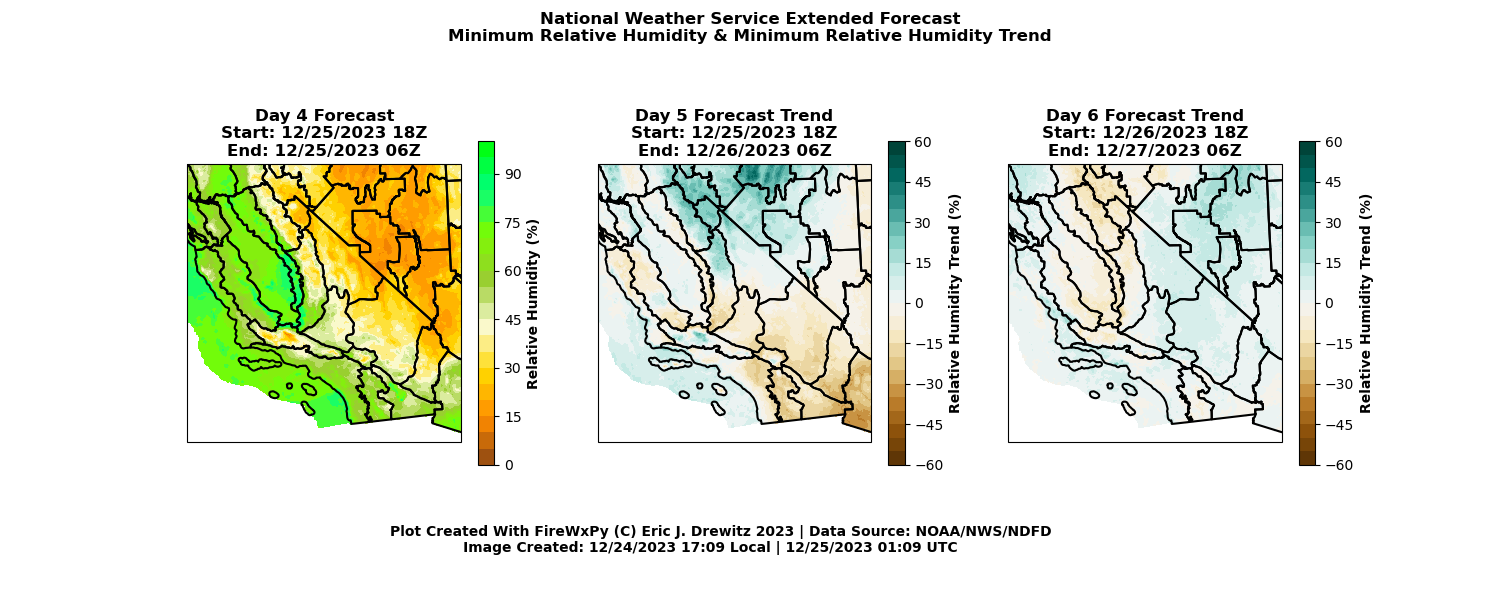 National Weather Service Extended Forecast
Minimum Relative Humidity & Minimum Relative Humidity Trend
Day 4 Forecast
Start: 12/25/2023 18Z
End: 12/25/2023 06Z
90
75
60
45
30
15
0
Relative Humidity (%)
Day 5 Forecast Trend
Start: 12/25/2023 18Z
End: 12/26/2023 06Z
60
45
30
15
0
−15
−30
−45
−60
Relative Humidity Trend (%)
Day 6 Forecast Trend
Start: 12/26/2023 18Z
End: 12/27/2023 06Z
60
45
30
15
0
−15
−30
−45
−60
Relative Humidity Trend (%)
Plot Created With FireWxPy (C) Eric J. Drewitz 2023 | Data Source: NOAA/NWS/NDFD
Image Created: 12/24/2023 17:09 Local | 12/25/2023 01:09 UTC